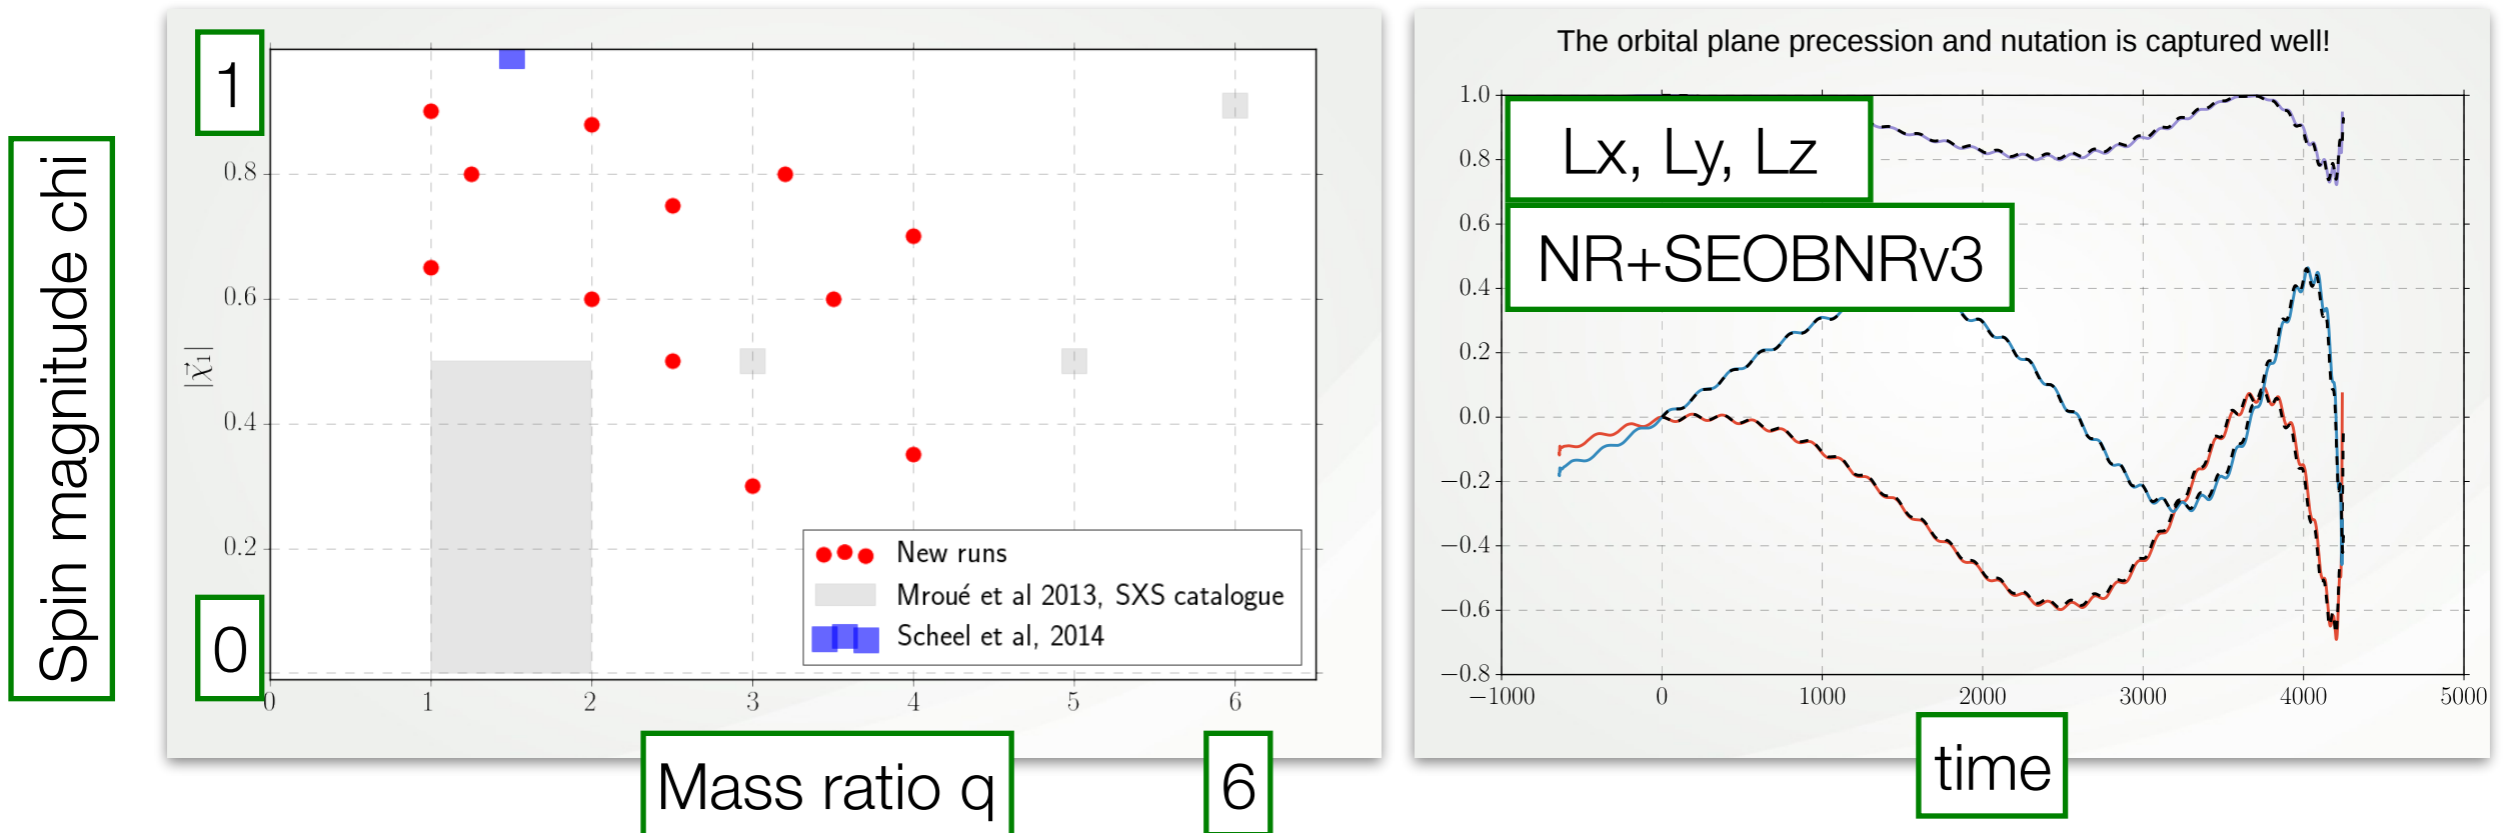 Spin magnitude chi
1
0
|χ⃗₁|
0.8
0.6
0.4
0.2
0 1 2 3 4 5 6
New runs
Mroué et al 2013, SXS catalogue
Scheel et al, 2014
Mass ratio q
6
The orbital plane precession and nutation is captured well!
Lx, Ly, Lz
NR+SEOBNRv3
1.0
0.8
0.6
0.4
0.2
0.0
−0.2
−0.4
−0.6
−0.8
−1000 0 1000 2000 3000 4000 5000
time